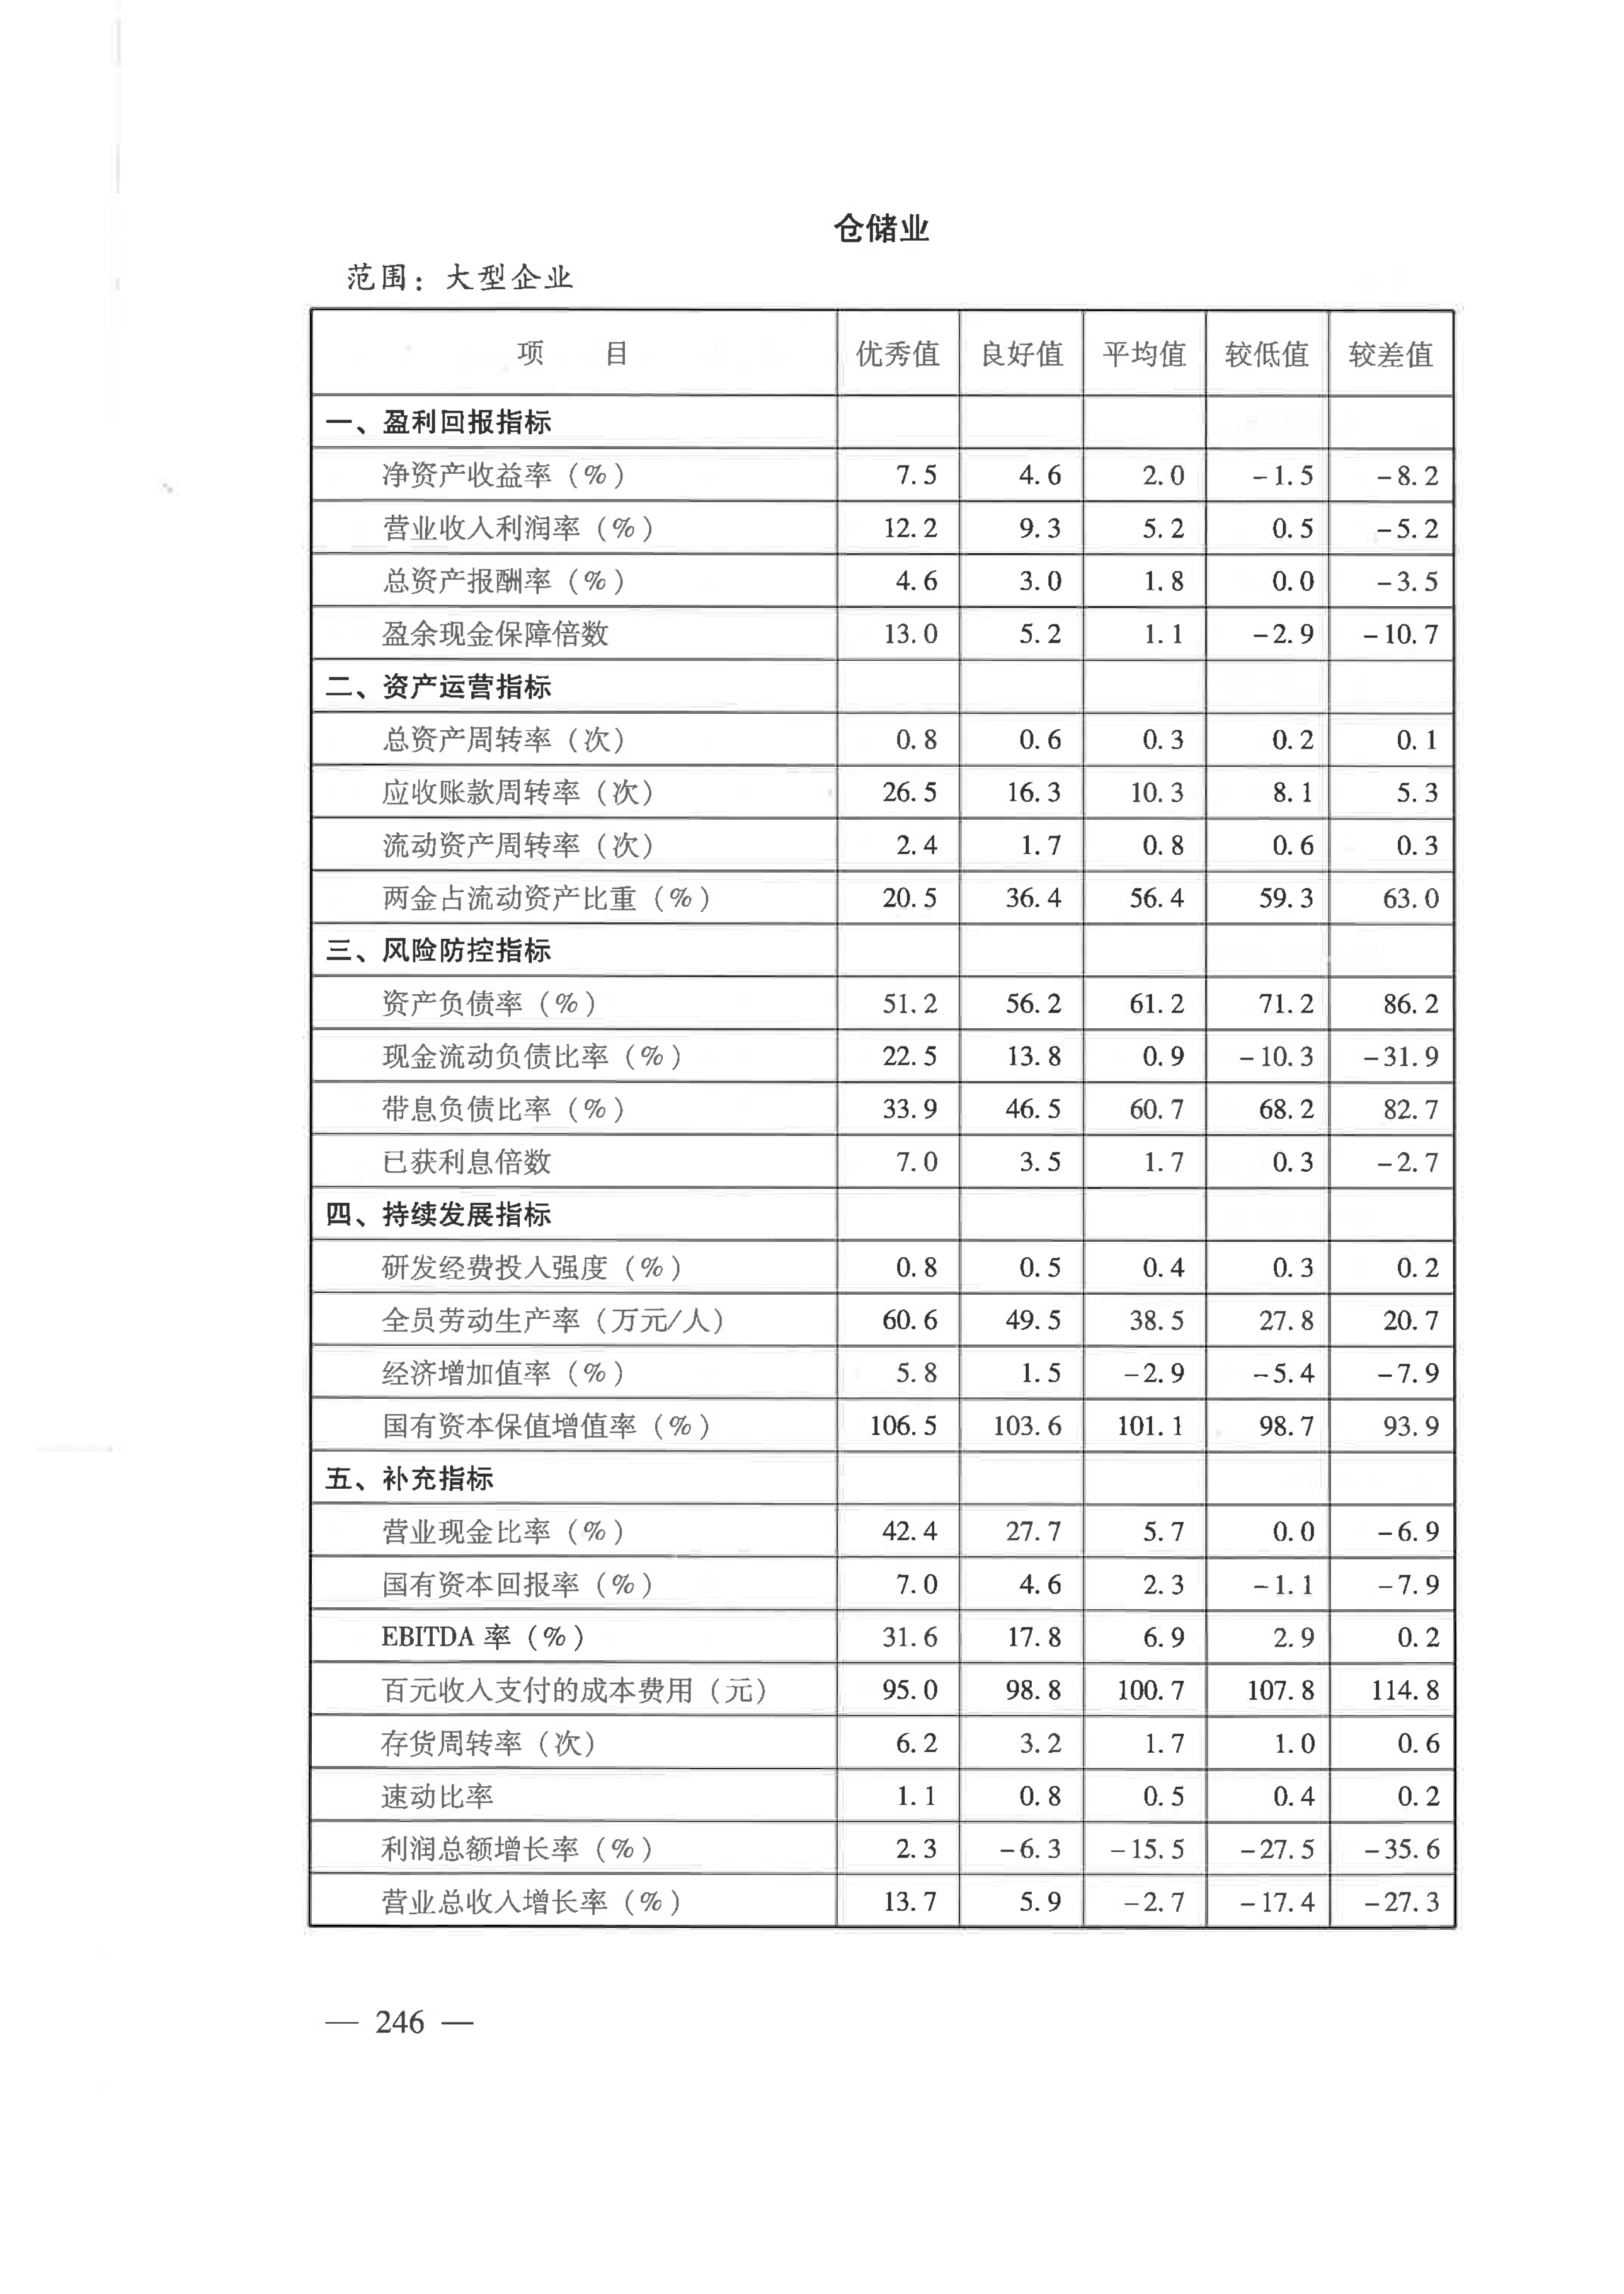 仓储业
范围：大型企业
项 目 优秀值 良好值 平均值 较低值 较差值
一、盈利回报指标
净资产收益率（%） 7.5 4.6 2.0 -1.5 -8.2
营业收入利润率（%） 12.2 9.3 5.2 0.5 -5.2
总资产报酬率（%） 4.6 3.0 1.8 0.0 -3.5
盈余现金保障倍数 13.0 5.2 1.1 -2.9 -10.7
二、资产运营指标
总资产周转率（次） 0.8 0.6 0.3 0.2 0.1
应收账款周转率（次） 26.5 16.3 10.3 8.1 5.3
流动资产周转率（次） 2.4 1.7 0.8 0.6 0.3
两金占流动资产比重（%） 20.5 36.4 56.4 59.3 63.0
三、风险防控指标
资产负债率（%） 51.2 56.2 61.2 71.2 86.2
现金流动负债比率（%） 22.5 13.8 0.9 -10.3 -31.9
带息负债比率（%） 33.9 46.5 60.7 68.2 82.7
已获利息倍数 7.0 3.5 1.7 0.3 -2.7
四、持续发展指标
研发经费投入强度（%） 0.8 0.5 0.4 0.3 0.2
全员劳动生产率（万元/人） 60.6 49.5 38.5 27.8 20.7
经济增加值率（%） 5.8 1.5 -2.9 -5.4 -7.9
国有资本保值增值率（%） 106.5 103.6 101.1 98.7 93.9
五、补充指标
营业现金比率（%） 42.4 27.7 5.7 0.0 -6.9
国有资本回报率（%） 7.0 4.6 2.3 -1.1 -7.9
EBITDA 率（%） 31.6 17.8 6.9 2.9 0.2
百元收入支付的成本费用（元） 95.0 98.8 100.7 107.8 114.8
存货周转率（次） 6.2 3.2 1.7 1.0 0.6
速动比率 1.1 0.8 0.5 0.4 0.2
利润总额增长率（%） 2.3 -6.3 -15.5 -27.5 -35.6
营业总收入增长率（%） 13.7 5.9 -2.7 -17.4 -27.3
— 246 —